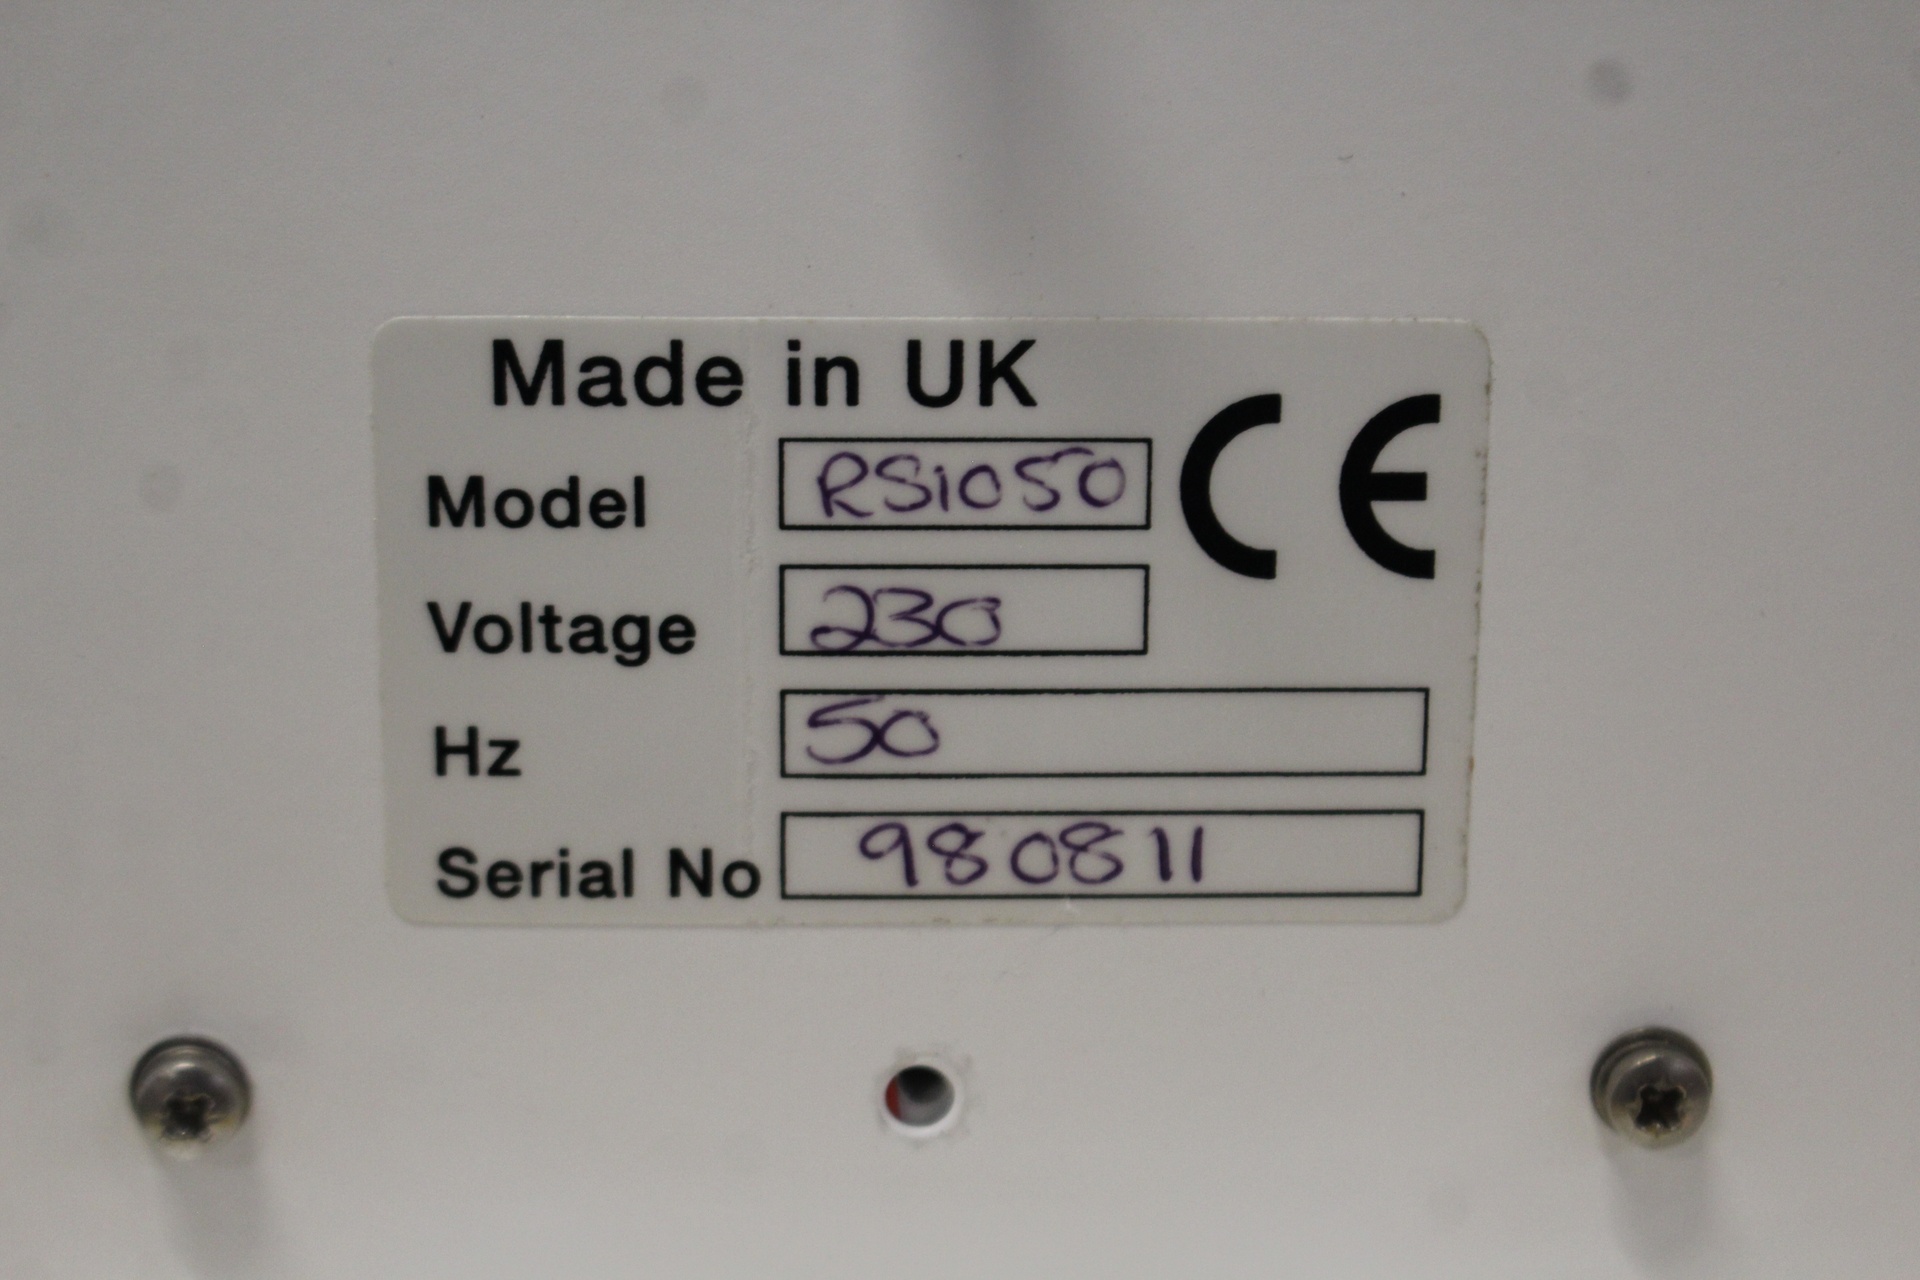 Made in UK
Model RS1050 CE
Voltage 230
Hz 50
Serial No 980811